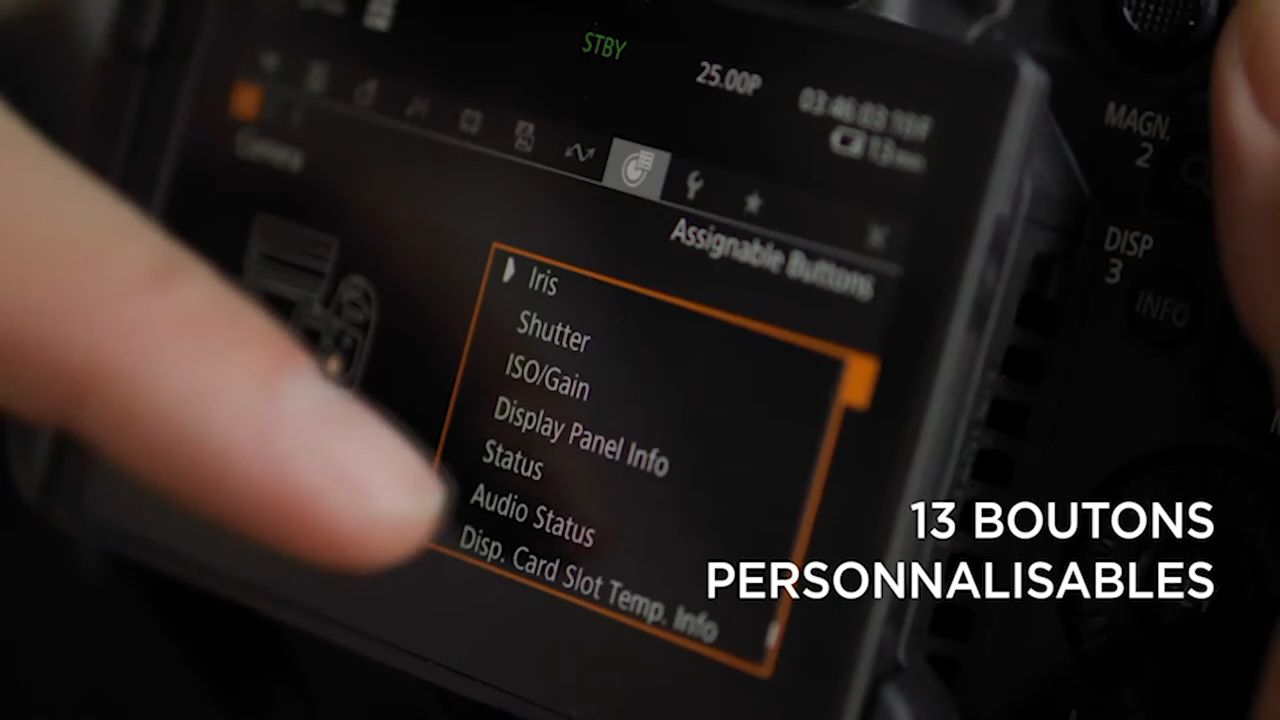 STBY
25.00P
MAGN.
2
Camera
Assignable Buttons
DISP
3
INFO
Iris
Shutter
ISO/Gain
Display Panel Info
Status
Audio Status
Disp. Card Slot Temp. Info
13 BOUTONS
PERSONNALISABLES